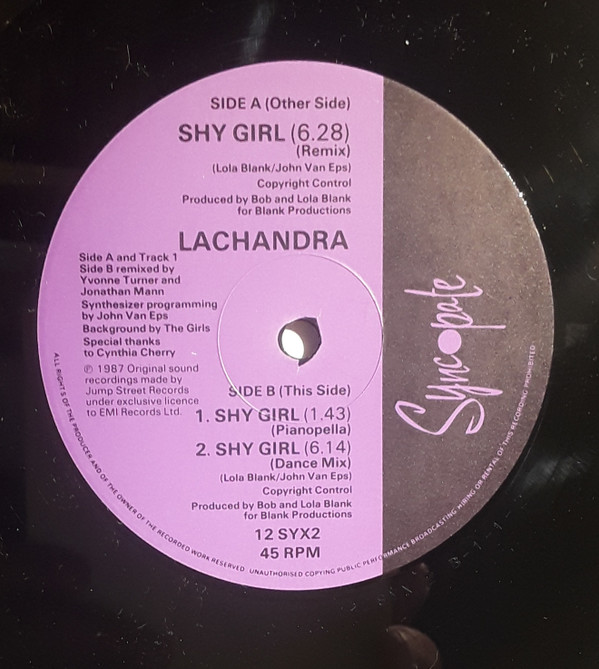 SIDE A (Other Side)
SHY GIRL (6.28)
(Remix)
(Lola Blank/John Van Eps)
Copyright Control
Produced by Bob and Lola Blank
for Blank Productions
LACHANDRA
Side A and Track 1
Side B remixed by
Yvonne Turner and
Jonathan Mann
Synthesizer programming
by John Van Eps
Background by The Girls
Special thanks
to Cynthia Cherry
℗ 1987 Original sound
recordings made by
Jump Street Records
under exclusive licence
to EMI Records Ltd.
SIDE B (This Side)
1. SHY GIRL (1.43)
(Pianopella)
2. SHY GIRL (6.14)
(Dance Mix)
(Lola Blank/John Van Eps)
Copyright Control
Produced by Bob and Lola Blank
for Blank Productions
12 SYX2
45 RPM
Syncopate
ALL RIGHTS OF THE PRODUCER AND OF THE OWNER OF THE RECORDED WORK RESERVED. UNAUTHORISED COPYING PUBLIC PERFORMANCE BROADCASTING HIRING OR RENTAL OF THIS RECORDING PROHIBITED